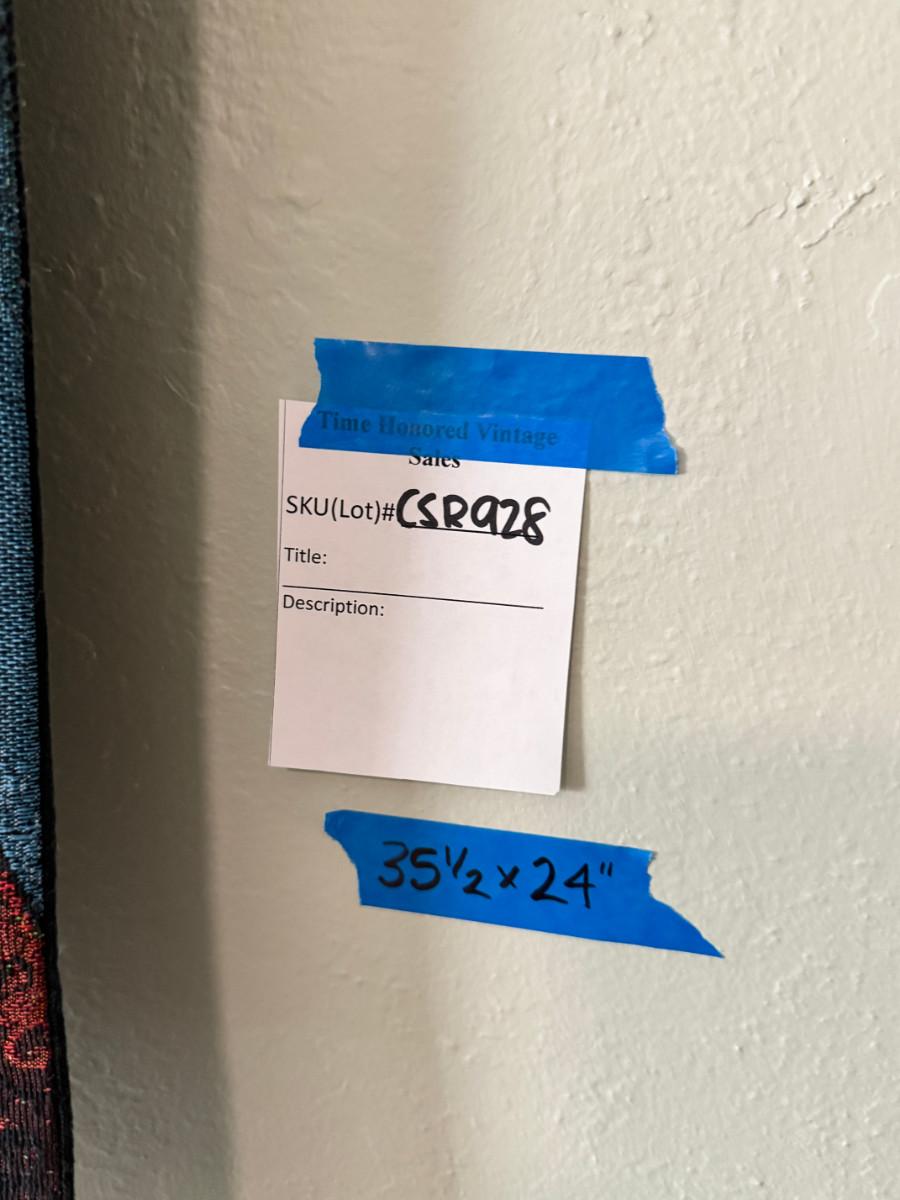 Time Honored Vintage
Sales
SKU(Lot)#CSR928
Title:
Description:
35½ x 24"